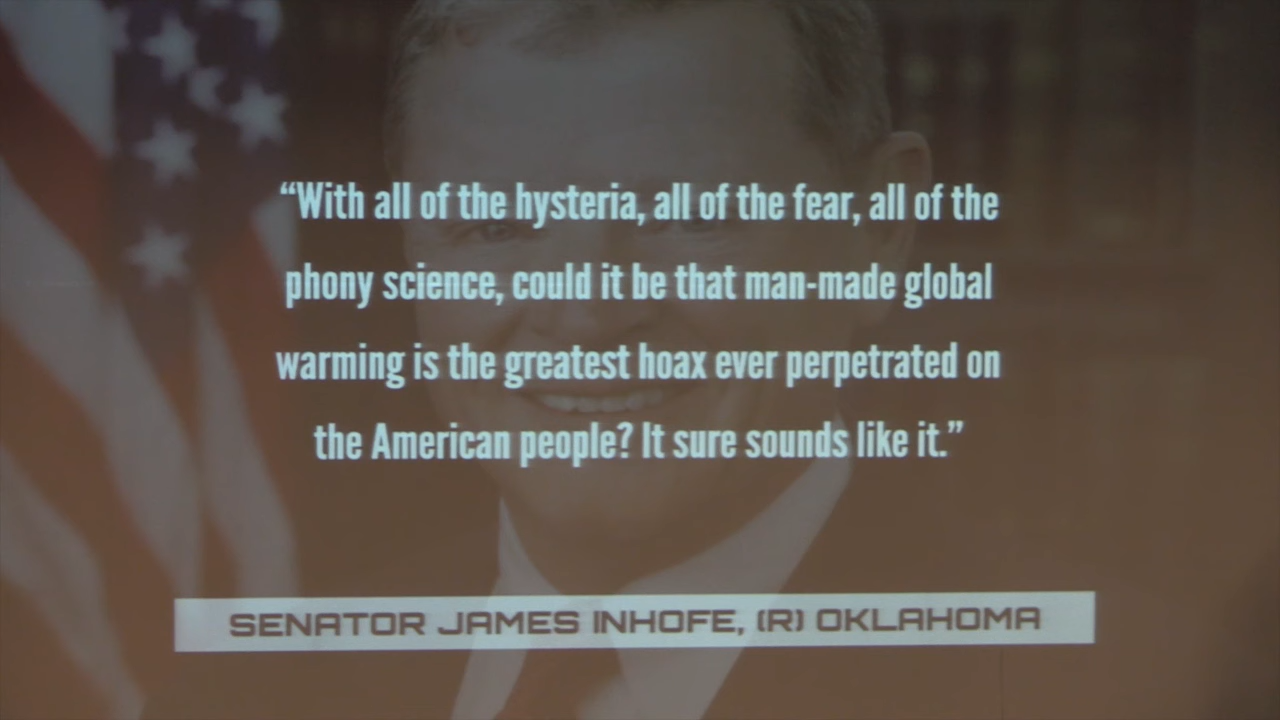 “With all of the hysteria, all of the fear, all of the
phony science, could it be that man-made global
warming is the greatest hoax ever perpetrated on
the American people? It sure sounds like it.”
SENATOR JAMES INHOFE, (R) OKLAHOMA